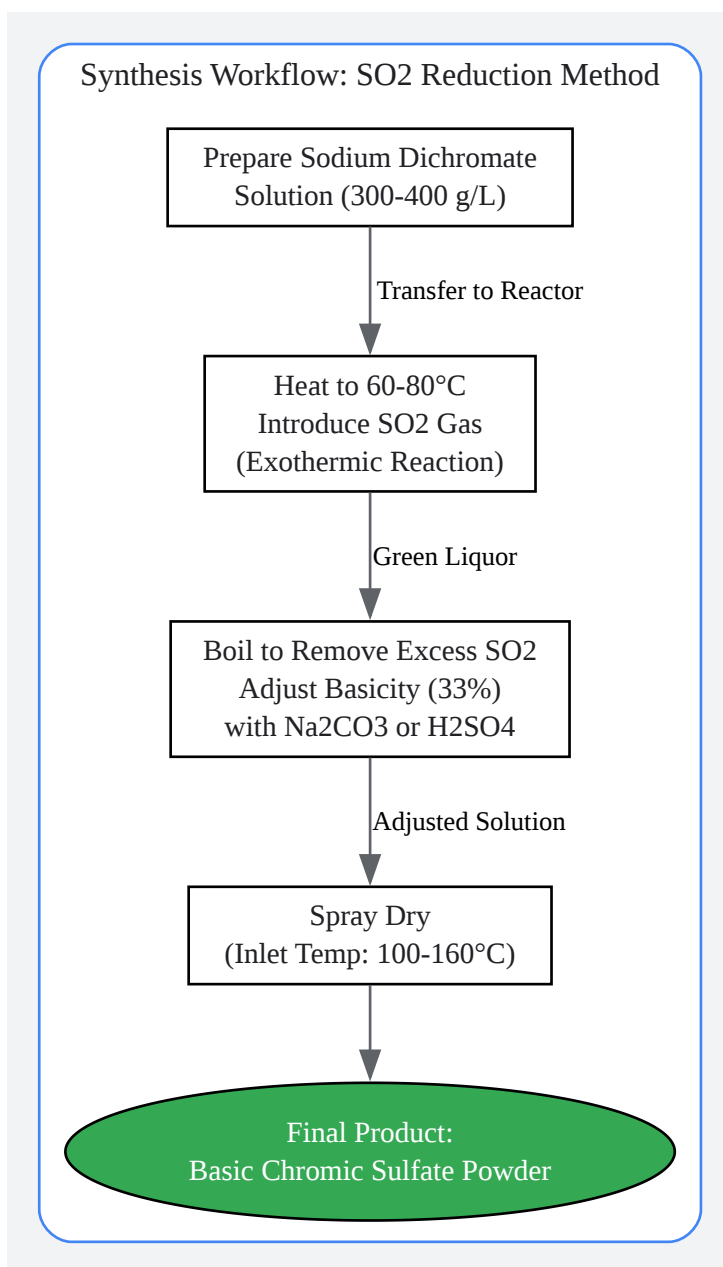 Synthesis Workflow: SO2 Reduction Method
Prepare Sodium Dichromate
Solution (300-400 g/L)
Transfer to Reactor
Heat to 60-80°C
Introduce SO2 Gas
(Exothermic Reaction)
Green Liquor
Boil to Remove Excess SO2
Adjust Basicity (33%)
with Na2CO3 or H2SO4
Adjusted Solution
Spray Dry
(Inlet Temp: 100-160°C)
Final Product:
Basic Chromic Sulfate Powder